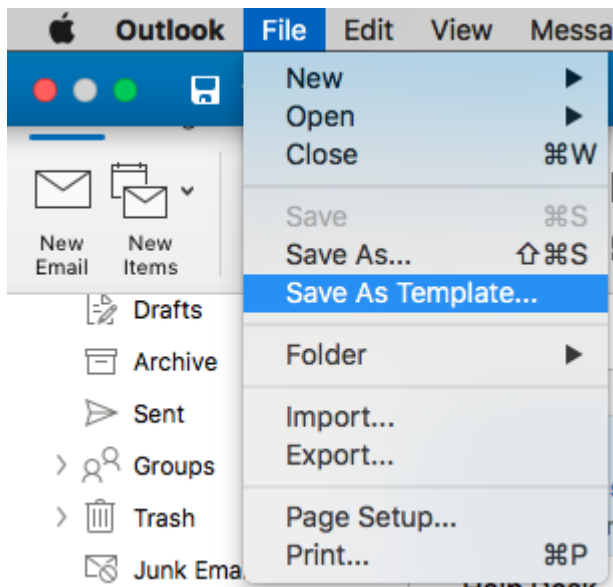 Outlook File Edit View Messa
New
Open
Close ⌘W
Save ⌘S
Save As... ⇧⌘S
Save As Template...
Folder
Import...
Export...
Page Setup...
Print... ⌘P
New Email
New Items
Drafts
Archive
Sent
Groups
Trash
Junk Ema